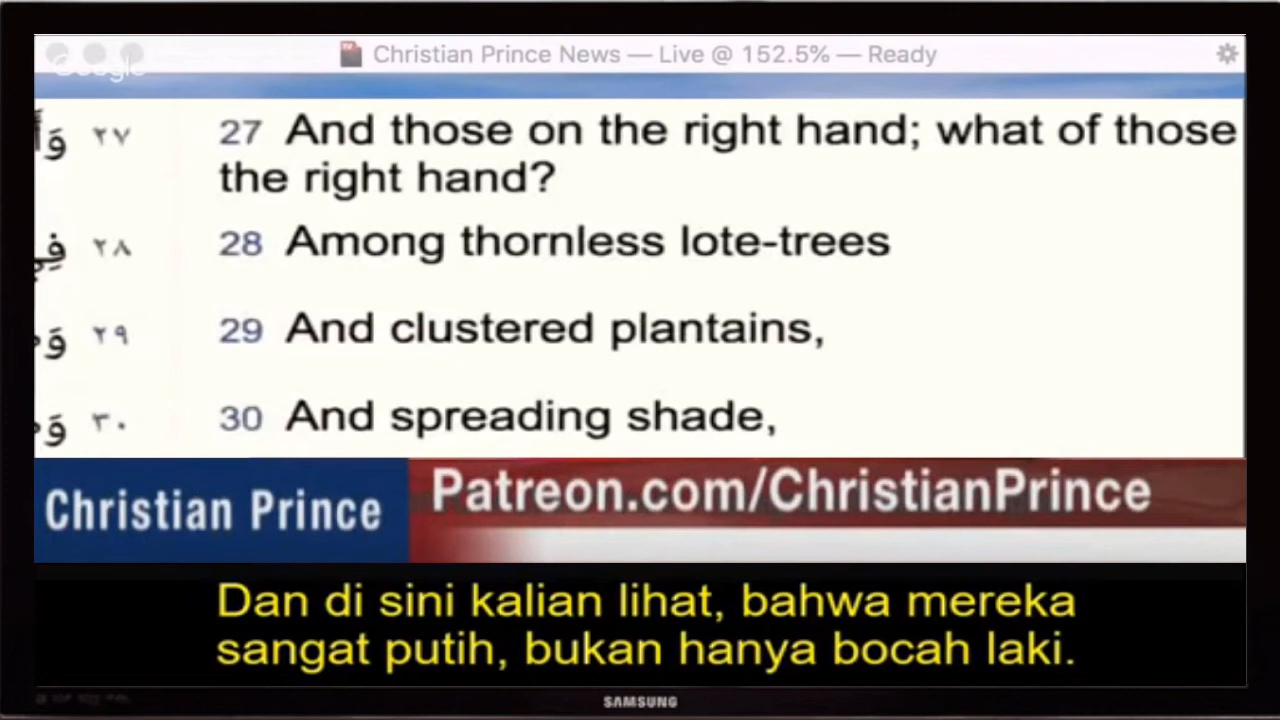 Christian Prince News — Live @ 152.5% — Ready
Google
٢٧ 27 And those on the right hand; what of those
the right hand?
٢٨ 28 Among thornless lote-trees
٢٩ 29 And clustered plantains,
٣٠ 30 And spreading shade,
Christian Prince
Patreon.com/ChristianPrince
Dan di sini kalian lihat, bahwa mereka
sangat putih, bukan hanya bocah laki.
SAMSUNG